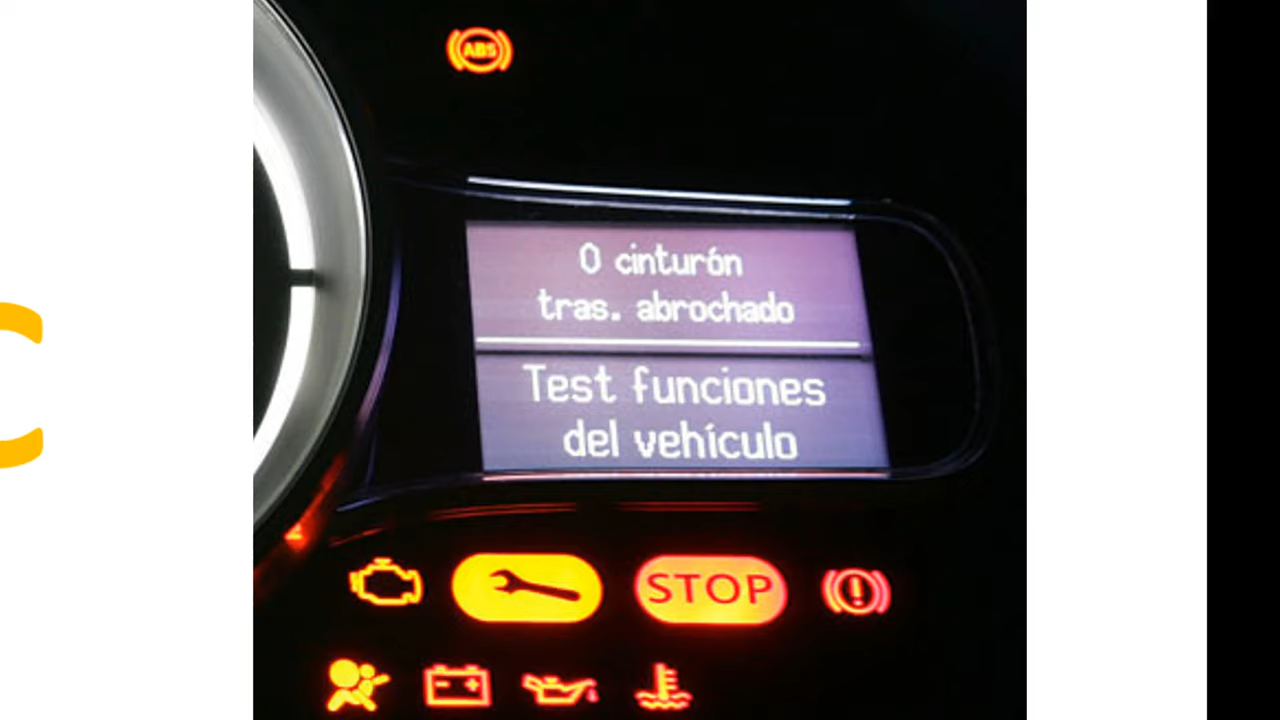 ABS
0 cinturón
tras. abrochado
Test funciones
del vehículo
STOP